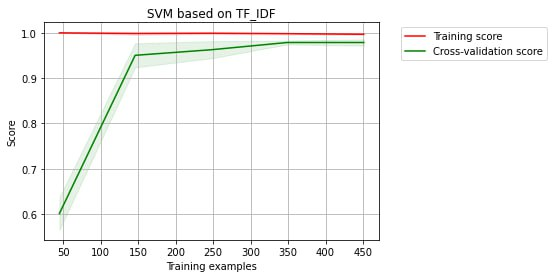 SVM based on TF_IDF
1.0
0.9
0.8
0.7
0.6
Score
50 100 150 200 250 300 350 400 450
Training examples
Training score
Cross-validation score